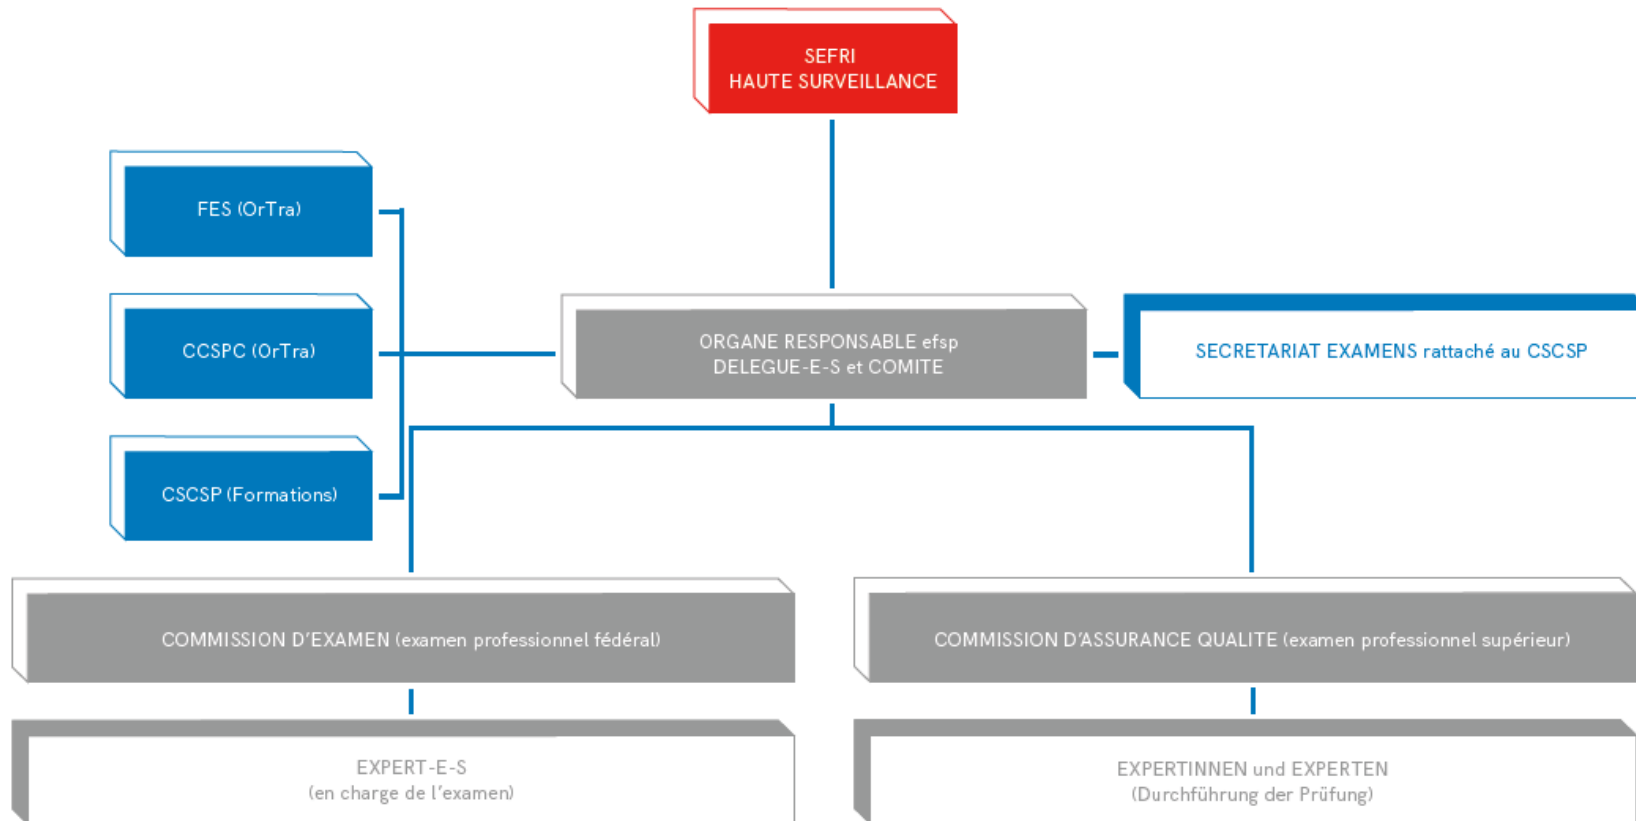 SEFRI
HAUTE SURVEILLANCE
FES (OrTra)
CCSPC (OrTra)
ORGANE RESPONSABLE efsp
DELEGUE-E-S et COMITE
SECRETARIAT EXAMENS rattaché au CSCSP
CSCSP (Formations)
COMMISSION D'EXAMEN (examen professionnel fédéral)
COMMISSION D'ASSURANCE QUALITE (examen professionnel supérieur)
EXPERT-E-S
(en charge de l'examen)
EXPERTINNEN und EXPERTEN
(Durchführung der Prüfung)